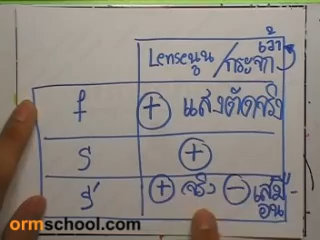 Lenseนูน / กระจกเว้า
f + แสงตัดจริง
s +
s' + จริง - เสมือน
ormschool.com